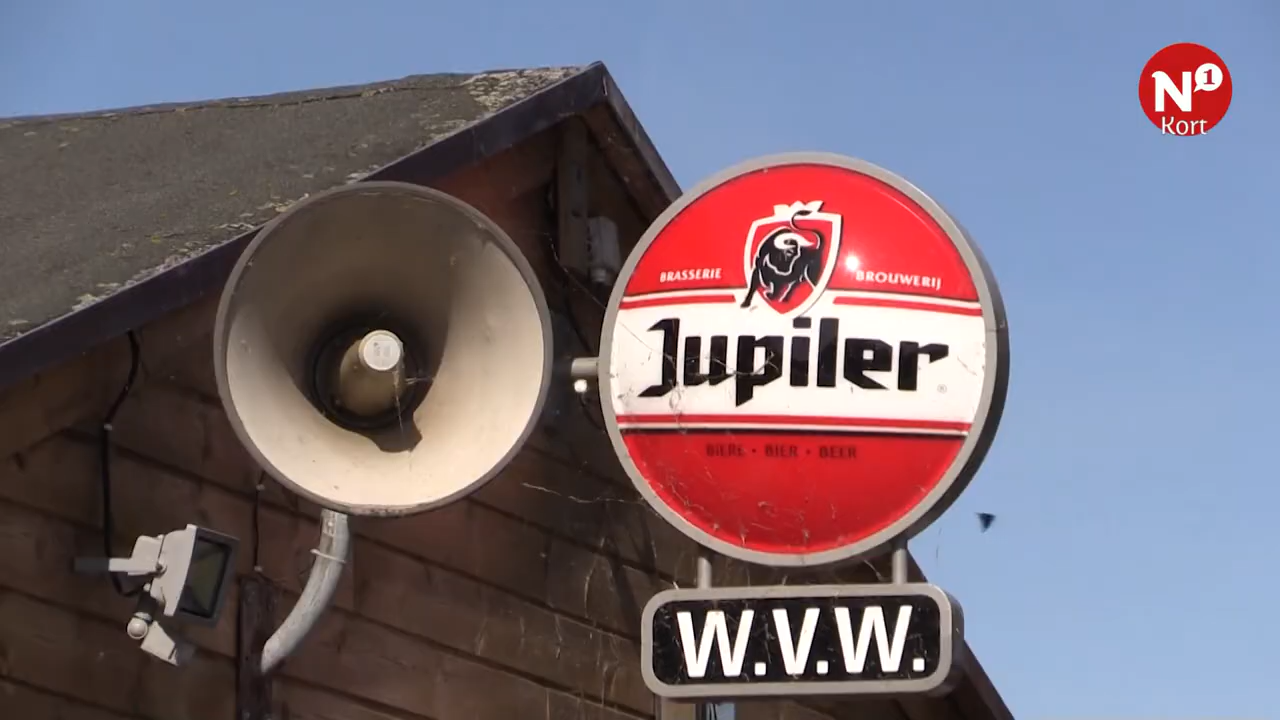 N1
Kort
BRASSERIE BROUWERIJ
Jupiler
®
BIERE • BIER • BEER
W.V.W.